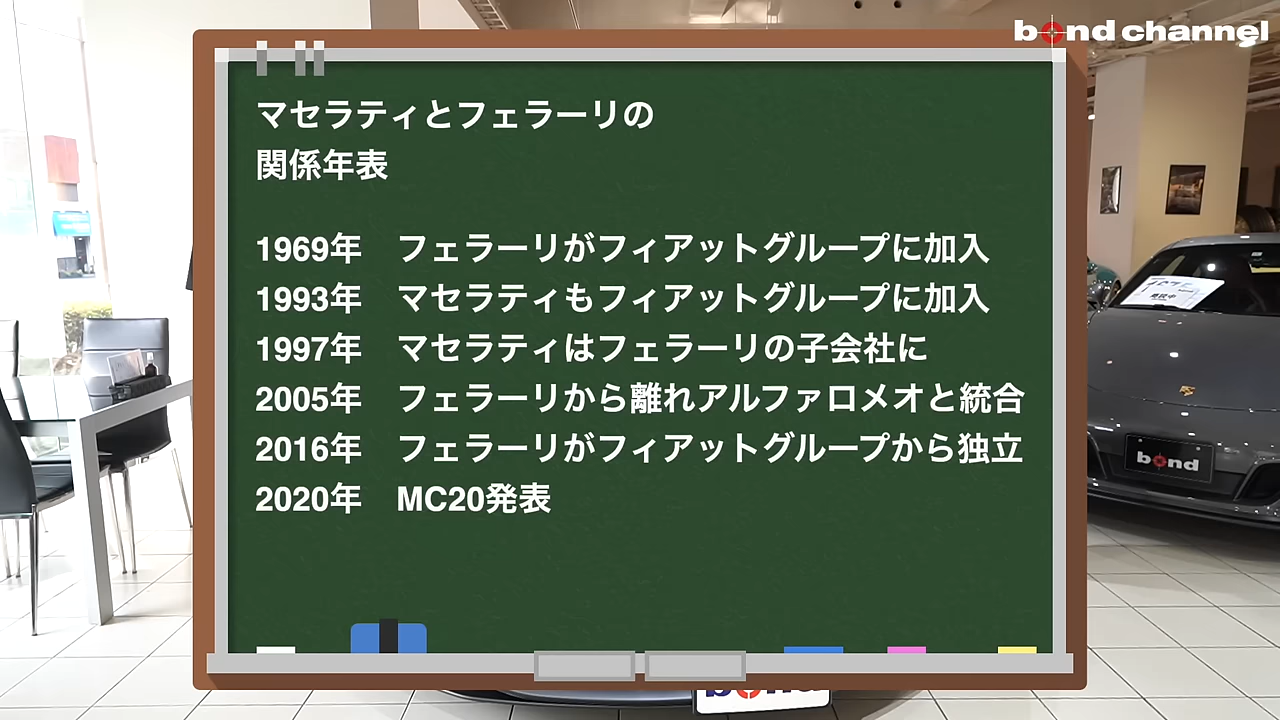 bond channel
マセラティとフェラーリの
関係年表
1969年　フェラーリがフィアットグループに加入
1993年　マセラティもフィアットグループに加入
1997年　マセラティはフェラーリの子会社に
2005年　フェラーリから離れアルファロメオと統合
2016年　フェラーリがフィアットグループから独立
2020年　MC20発表
bond
bond